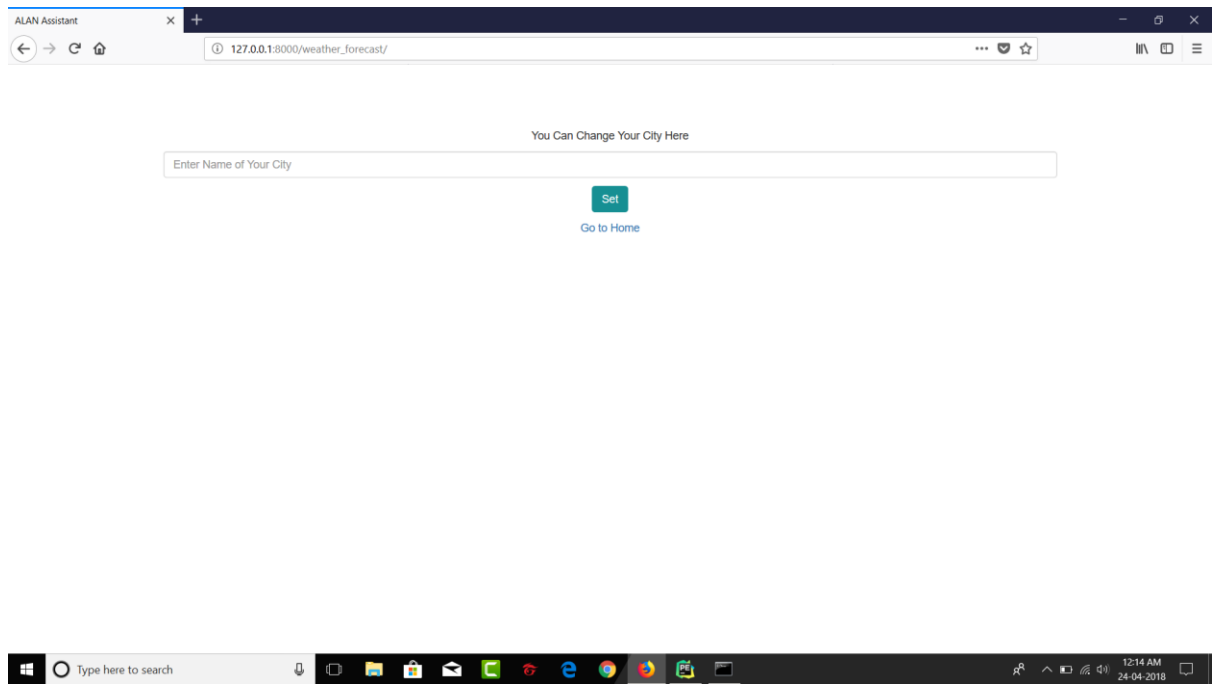 ALAN Assistant
127.0.0.1:8000/weather_forecast/
You Can Change Your City Here
Enter Name of Your City
Set
Go to Home
Type here to search
12:14 AM
24-04-2018